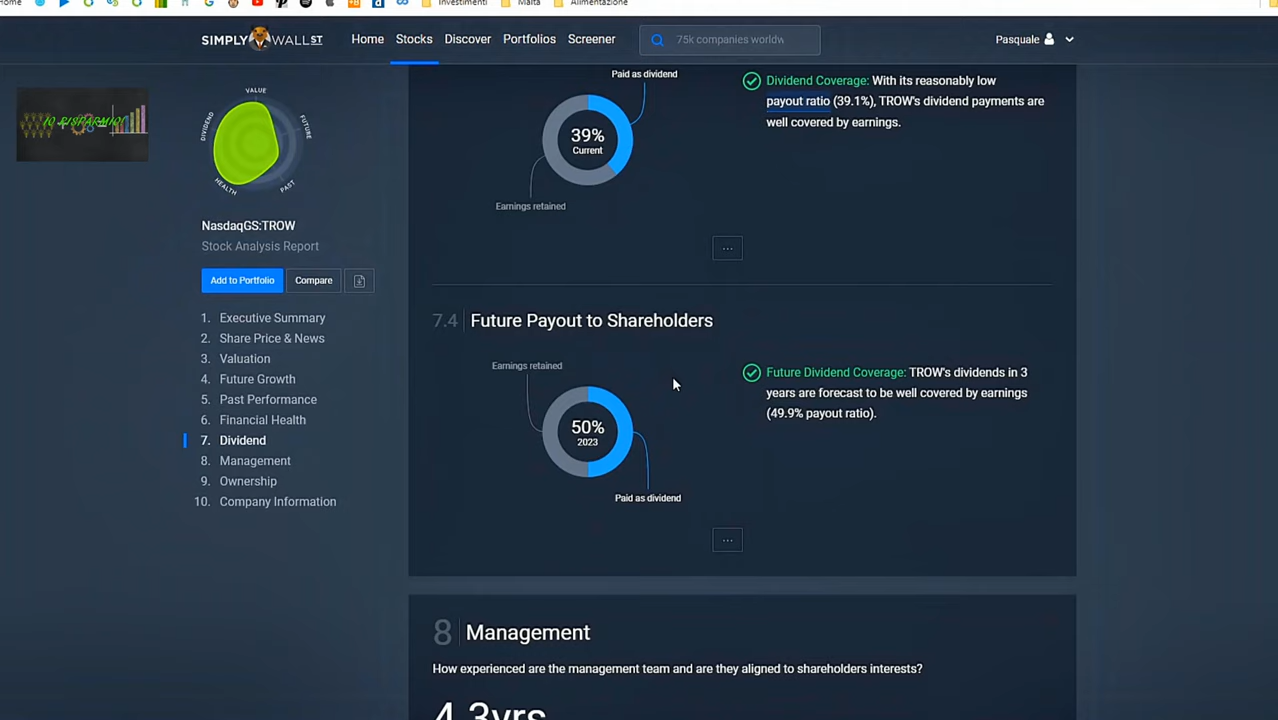 Home
Investimenti
Malta
Alimentazione
SIMPLY WALL ST
Home
Stocks
Discover
Portfolios
Screener
75k companies worldw
Pasquale
IO RISPARMIO!
VALUE
FUTURE
PAST
HEALTH
DIVIDEND
NasdaqGS:TROW
Stock Analysis Report
Add to Portfolio
Compare
1. Executive Summary
2. Share Price & News
3. Valuation
4. Future Growth
5. Past Performance
6. Financial Health
7. Dividend
8. Management
9. Ownership
10. Company Information
Paid as dividend
39%
Current
Earnings retained
Dividend Coverage: With its reasonably low
payout ratio (39.1%), TROW's dividend payments are
well covered by earnings.
...
7.4 Future Payout to Shareholders
Earnings retained
50%
2023
Paid as dividend
Future Dividend Coverage: TROW's dividends in 3
years are forecast to be well covered by earnings
(49.9% payout ratio).
...
8 Management
How experienced are the management team and are they aligned to shareholders interests?
4.3yrs